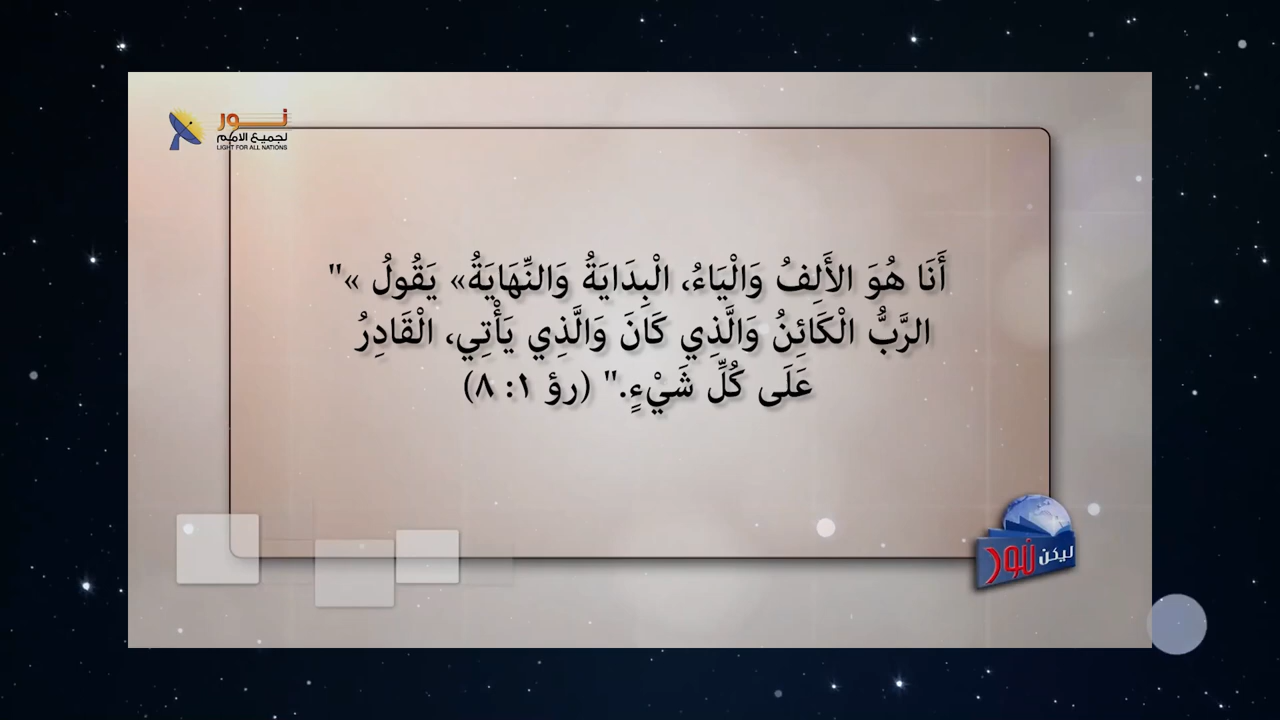 نور
لجميع الامم
LIGHT FOR ALL NATIONS
"« أَنَا هُوَ الأَلِفُ وَالْيَاءُ، الْبِدَايَةُ وَالنِّهَايَةُ» يَقُولُ
الرَّبُّ الْكَائِنُ وَالَّذِي كَانَ وَالَّذِي يَأْتِي، الْقَادِرُ
عَلَى كُلِّ شَيْءٍ." (رؤ ١: ٨)
ليكن نور